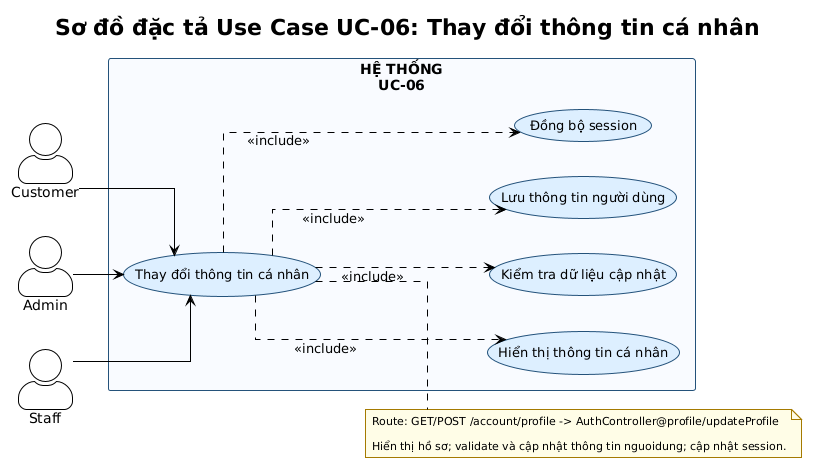 Sơ đồ đặc tả Use Case UC-06: Thay đổi thông tin cá nhân
HỆ THỐNG
UC-06
Đồng bộ session
«include»
Customer
Lưu thông tin người dùng
«include»
Thay đổi thông tin cá nhân
Kiểm tra dữ liệu cập nhật
«include»
Admin
Hiển thị thông tin cá nhân
«include»
Staff
Route: GET/POST /account/profile -> AuthController@profile/updateProfile
Hiển thị hồ sơ; validate và cập nhật thông tin nguoidung; cập nhật session.